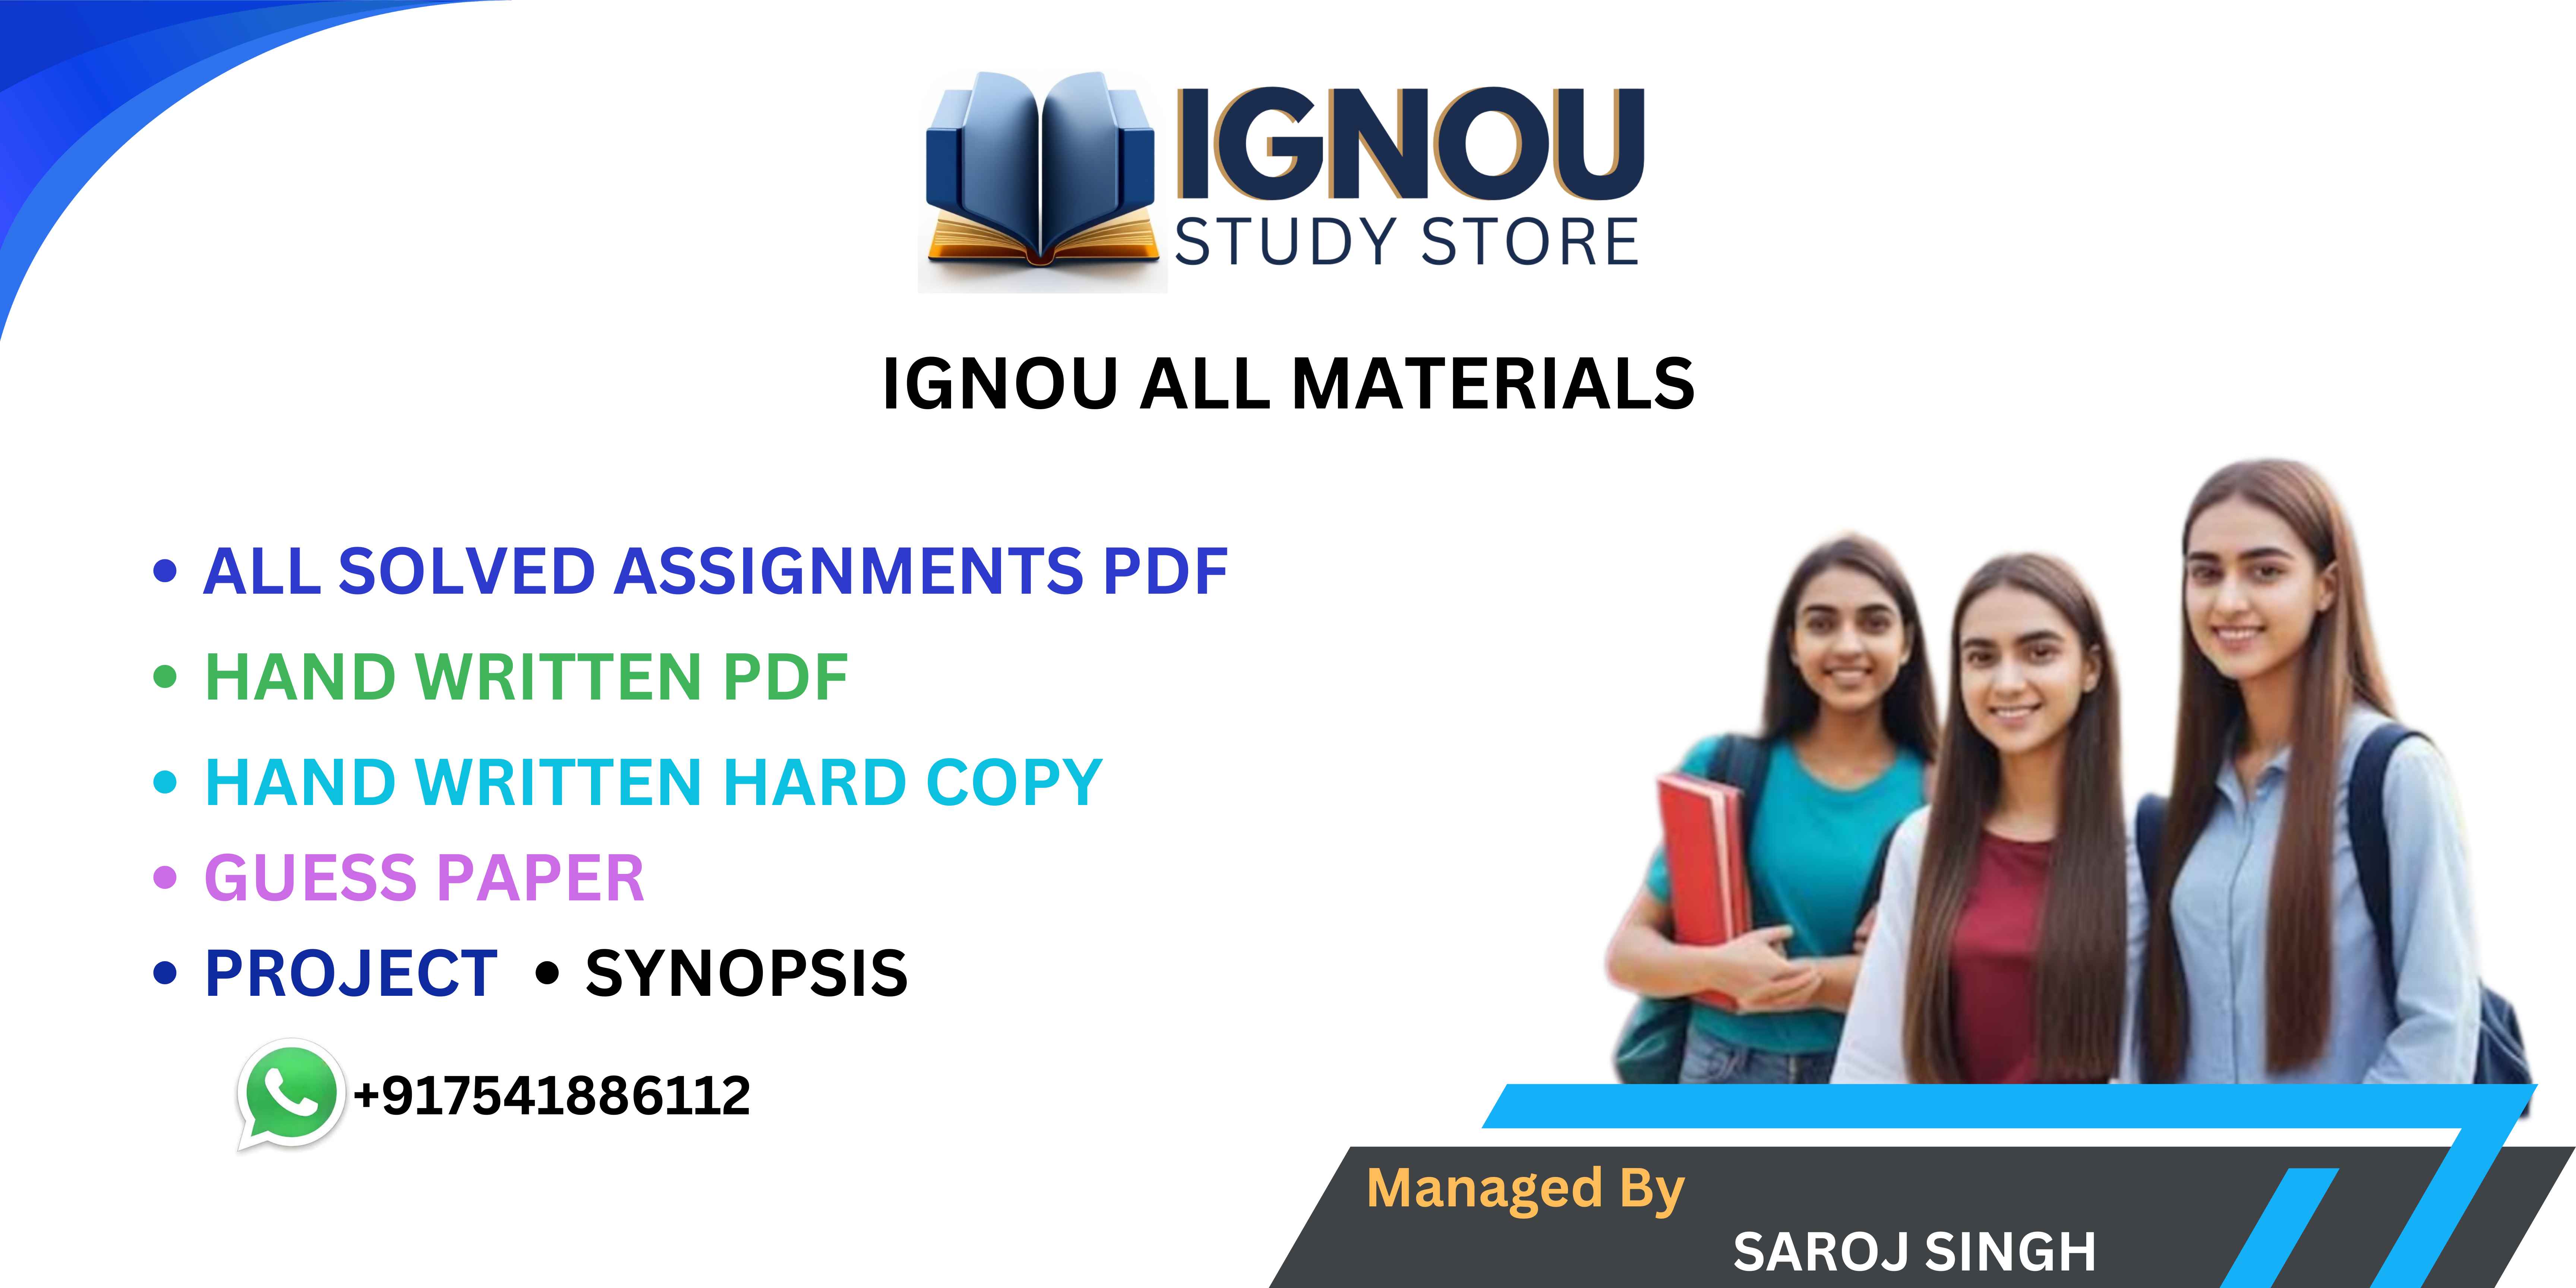 IGNOU
STUDY STORE
IGNOU ALL MATERIALS
• ALL SOLVED ASSIGNMENTS PDF
• HAND WRITTEN PDF
• HAND WRITTEN HARD COPY
• GUESS PAPER
• PROJECT • SYNOPSIS
+917541886112
Managed By
SAROJ SINGH